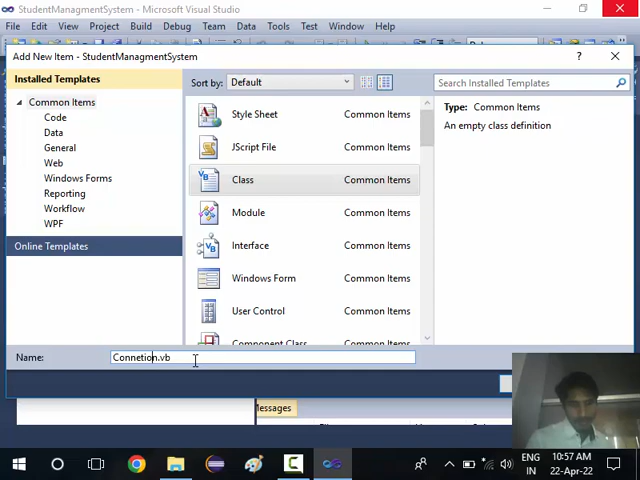 StudentManagmentSystem - Microsoft Visual Studio
File Edit View Project Build Debug Team Data Tools Test Window Help
Add New Item - StudentManagmentSystem
Installed Templates
Sort by: Default
Search Installed Templates
Common Items
Code
Data
General
Web
Windows Forms
Reporting
Workflow
WPF
Online Templates
Style Sheet Common Items
JScript File Common Items
Class Common Items
Module Common Items
Interface Common Items
Windows Form Common Items
User Control Common Items
Component Class Common Items
Type: Common Items
An empty class definition
Name: Connetion.vb
Messages
ENG 10:57 AM
IN 22-Apr-22